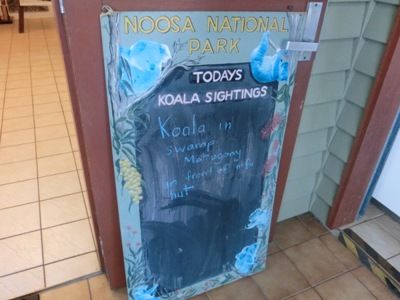 NOOSA NATIONAL
PARK
TODAYS
KOALA SIGHTINGS
Koala in
swamp
Mahogany
in front of info
hut